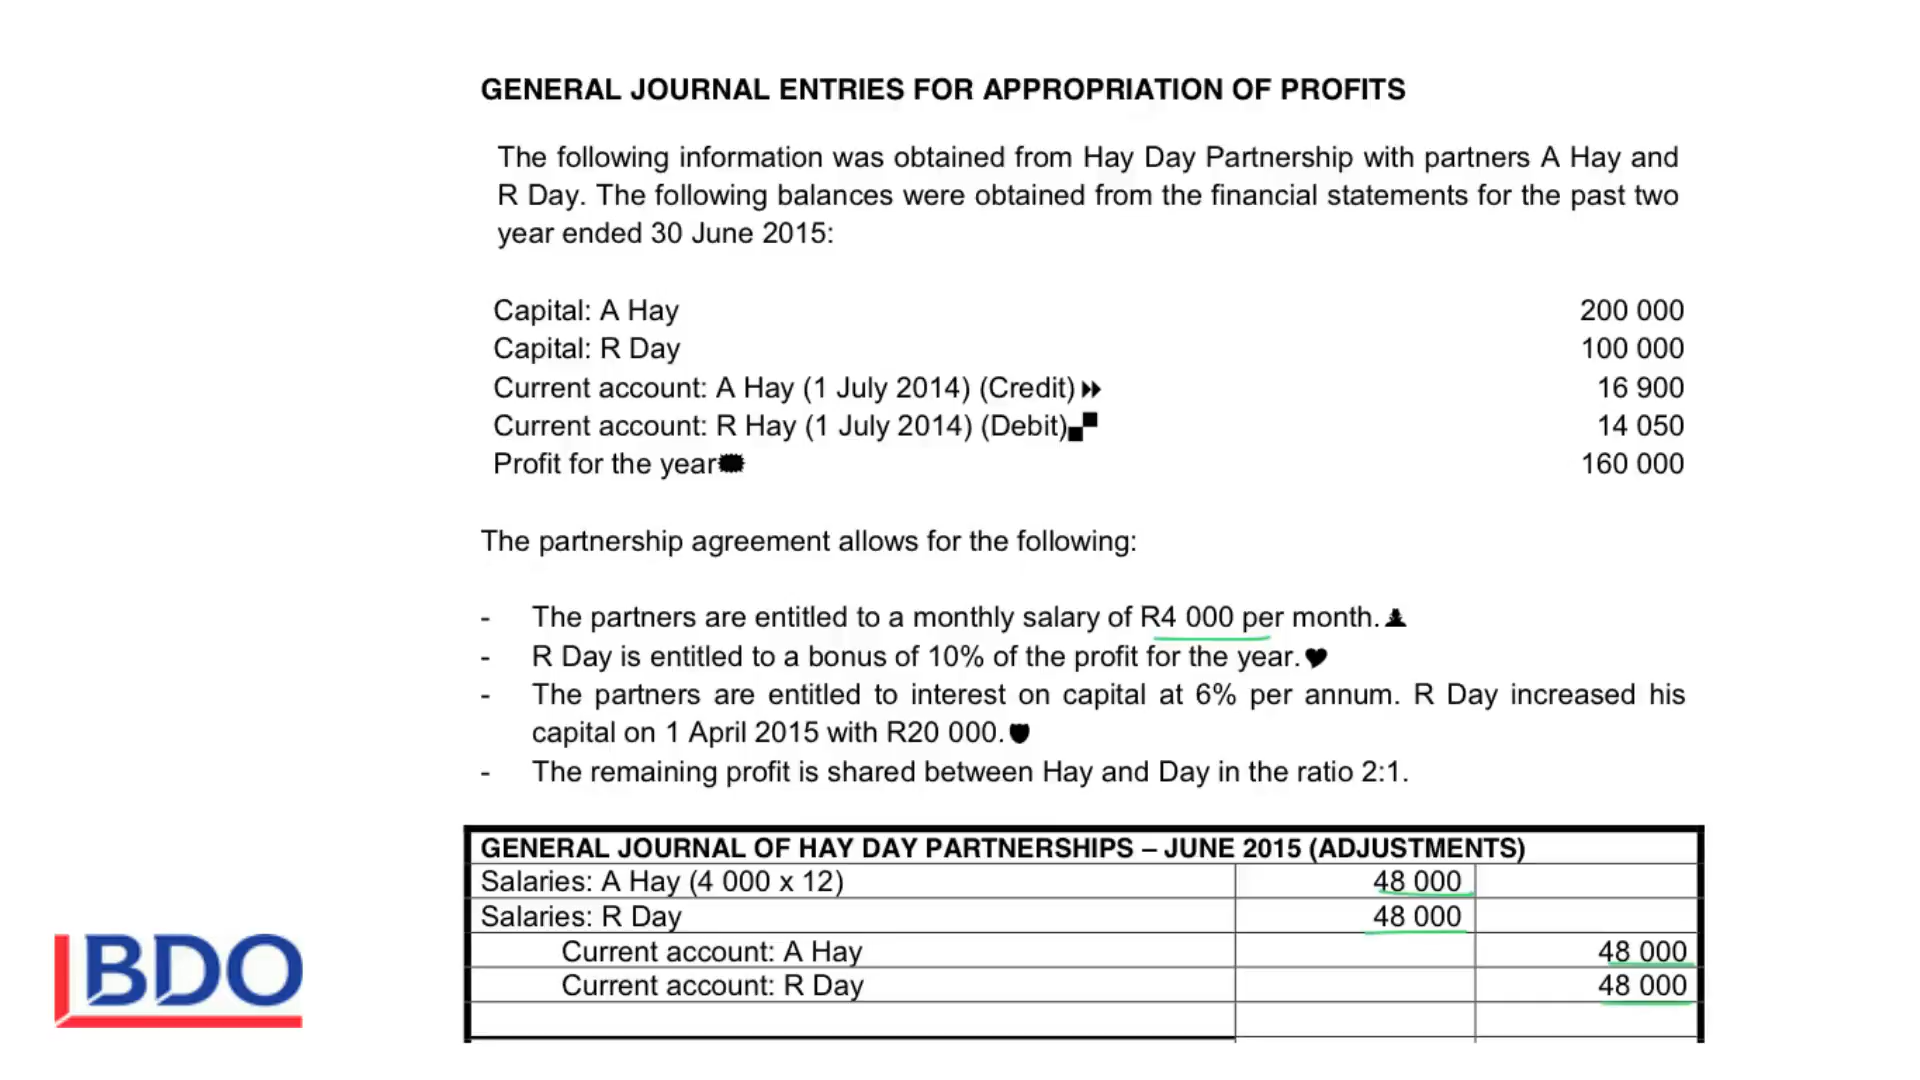 GENERAL JOURNAL ENTRIES FOR APPROPRIATION OF PROFITS
The following information was obtained from Hay Day Partnership with partners A Hay and
R Day. The following balances were obtained from the financial statements for the past two
year ended 30 June 2015:
Capital: A Hay 200 000
Capital: R Day 100 000
Current account: A Hay (1 July 2014) (Credit) 16 900
Current account: R Hay (1 July 2014) (Debit) 14 050
Profit for the year 160 000
The partnership agreement allows for the following:
- The partners are entitled to a monthly salary of R4 000 per month.
- R Day is entitled to a bonus of 10% of the profit for the year.
- The partners are entitled to interest on capital at 6% per annum. R Day increased his
capital on 1 April 2015 with R20 000.
- The remaining profit is shared between Hay and Day in the ratio 2:1.
GENERAL JOURNAL OF HAY DAY PARTNERSHIPS – JUNE 2015 (ADJUSTMENTS)
Salaries: A Hay (4 000 x 12) 48 000
Salaries: R Day 48 000
Current account: A Hay 48 000
Current account: R Day 48 000
BDO